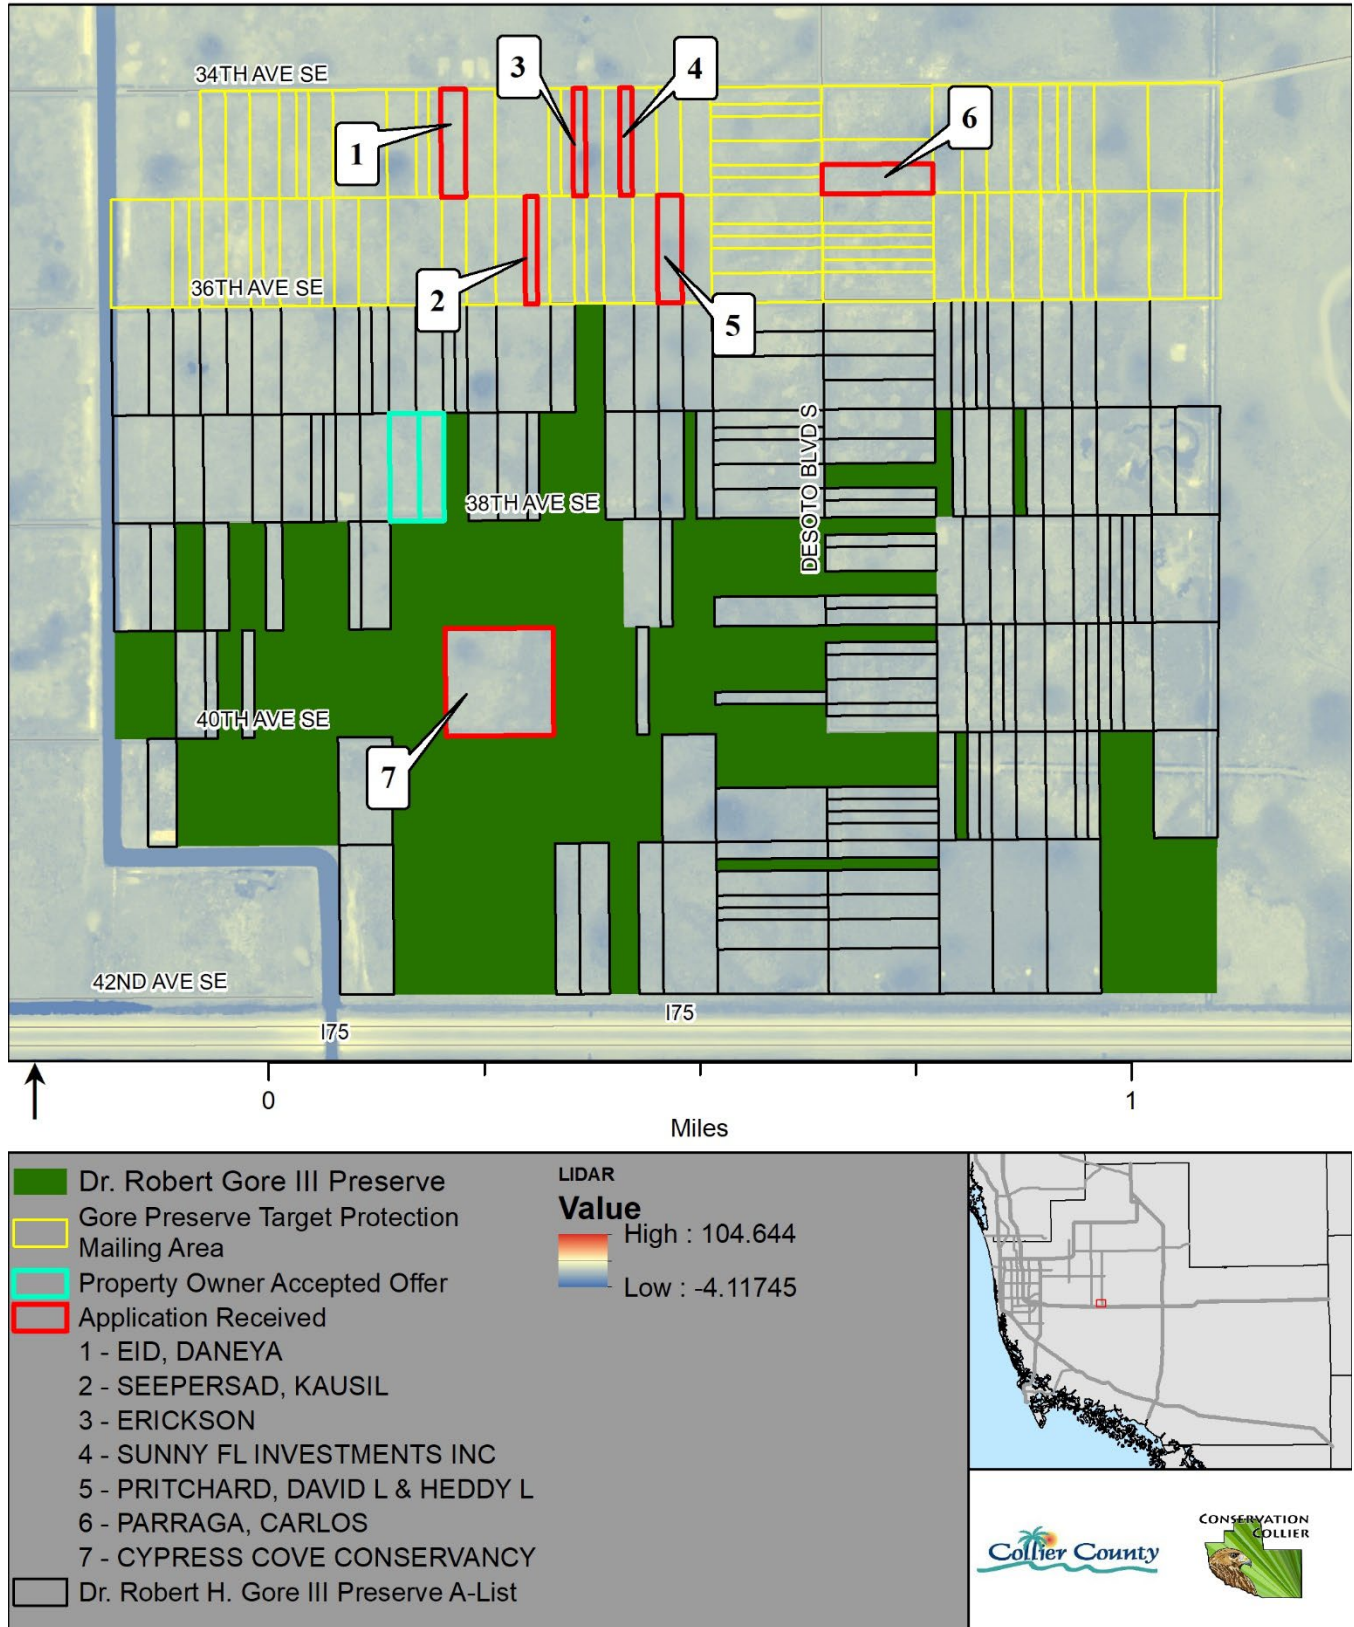 34TH AVE SE
3
4
6
1
2
5
36TH AVE SE
38TH AVE SE
DESOTO BLVD S
40TH AVE SE
7
42ND AVE SE
I75
I75
0
1
Miles
Dr. Robert Gore III Preserve
Gore Preserve Target Protection
Mailing Area
Property Owner Accepted Offer
Application Received
1 - EID, DANEYA
2 - SEEPERSAD, KAUSIL
3 - ERICKSON
4 - SUNNY FL INVESTMENTS INC
5 - PRITCHARD, DAVID L & HEDDY L
6 - PARRAGA, CARLOS
7 - CYPRESS COVE CONSERVANCY
Dr. Robert H. Gore III Preserve A-List
LIDAR
Value
High : 104.644
Low : -4.11745
Collier County
CONSERVATION
COLLIER